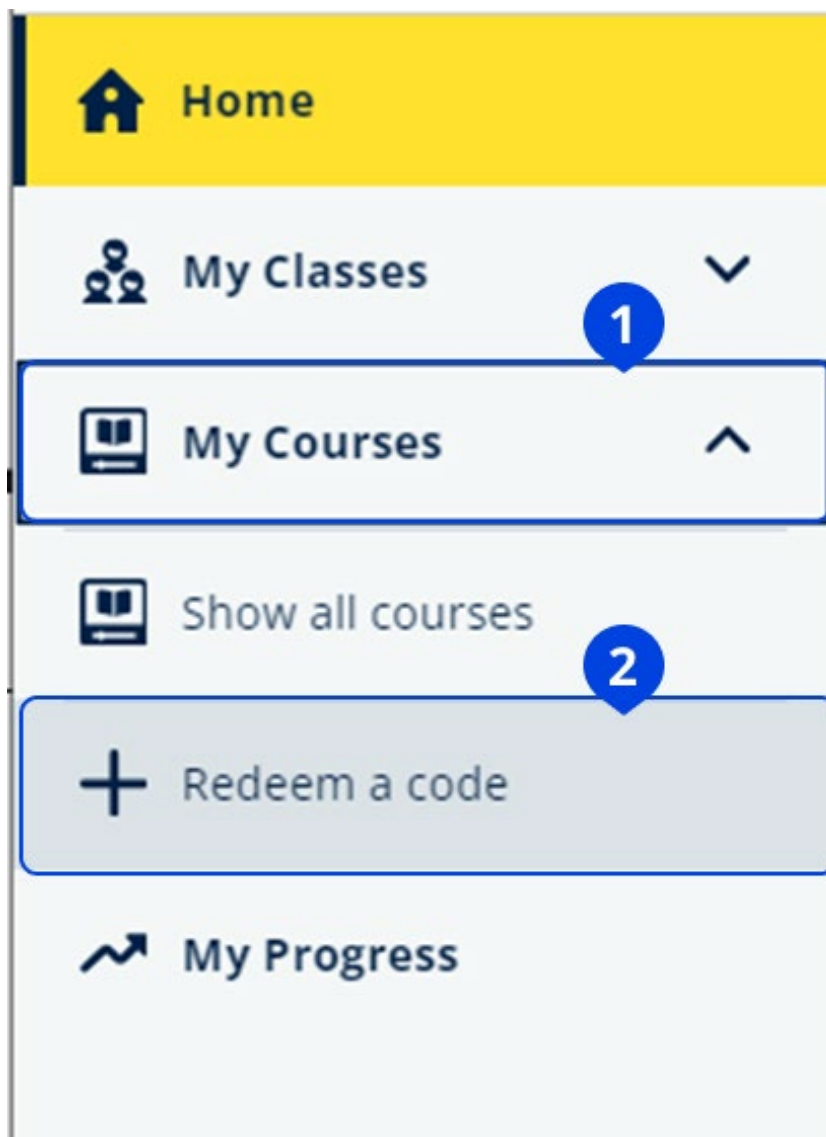 Home
My Classes
1
My Courses
Show all courses
2
Redeem a code
My Progress